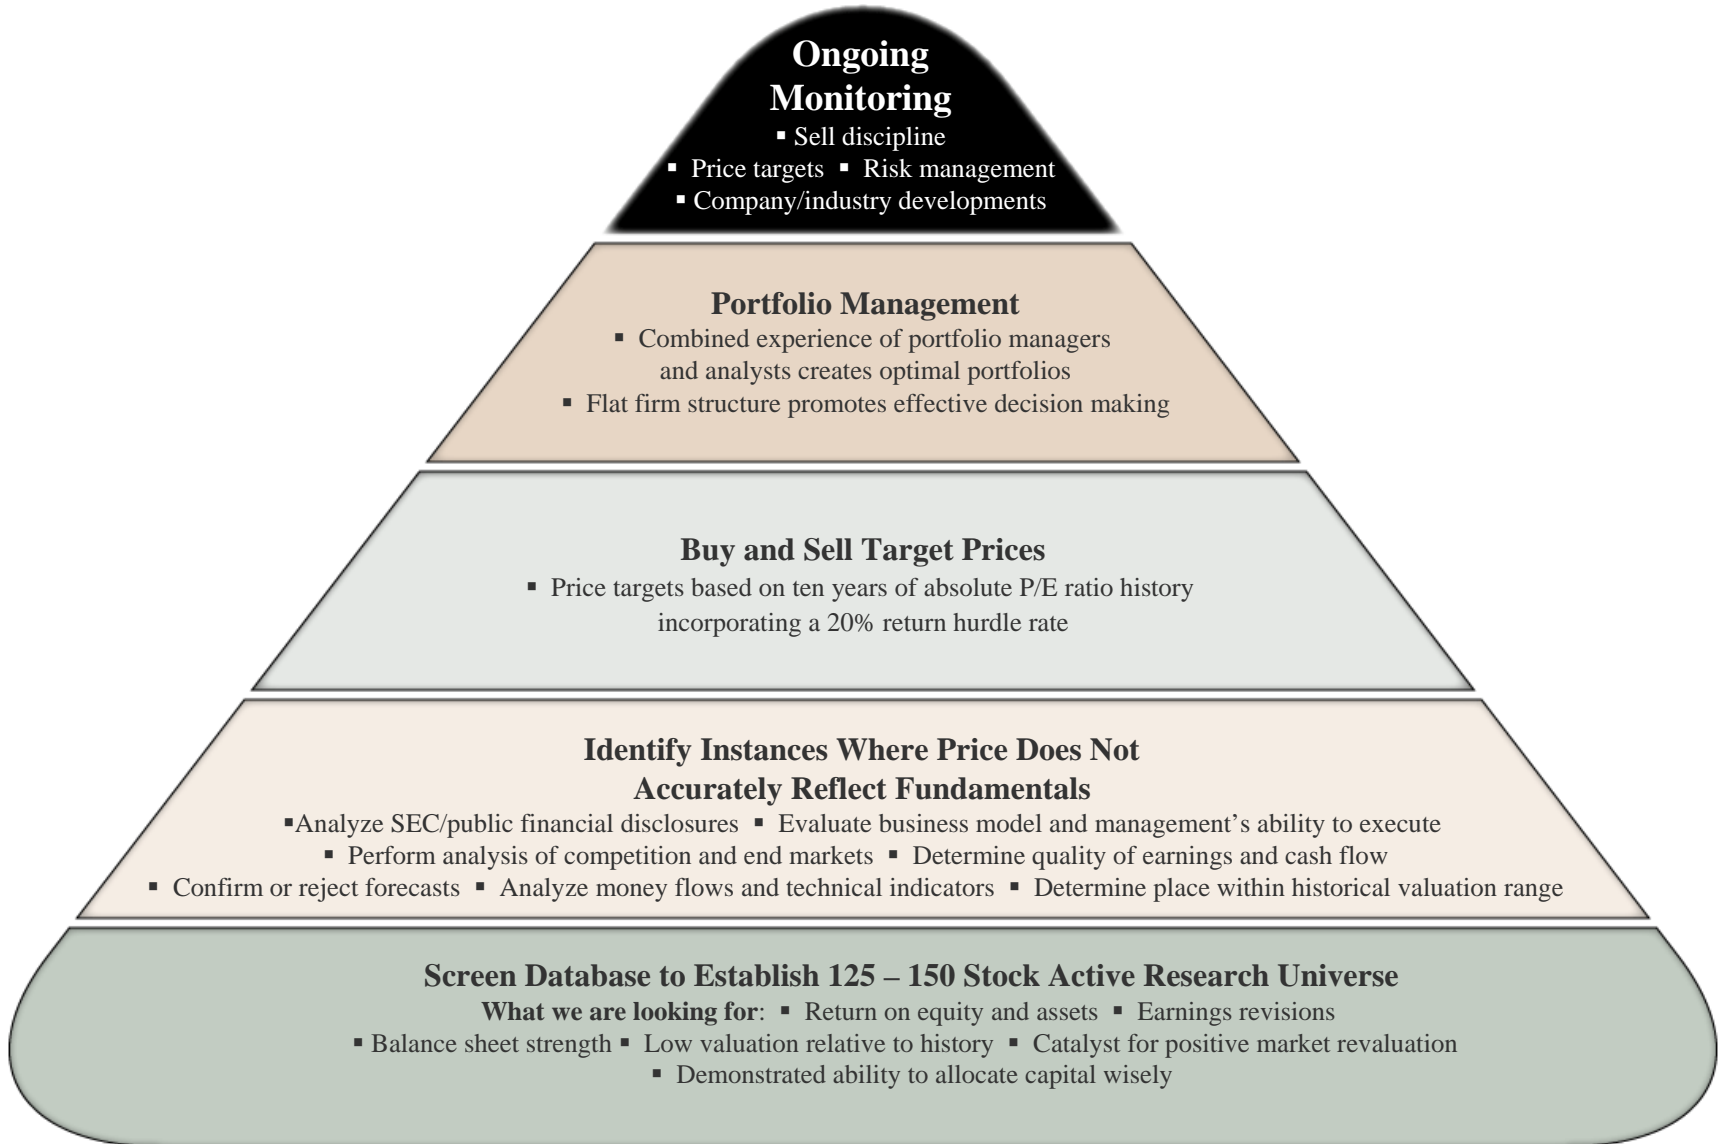 Ongoing
Monitoring
▪ Sell discipline
▪ Price targets ▪ Risk management
▪ Company/industry developments
Portfolio Management
▪ Combined experience of portfolio managers
and analysts creates optimal portfolios
▪ Flat firm structure promotes effective decision making
Buy and Sell Target Prices
▪ Price targets based on ten years of absolute P/E ratio history
incorporating a 20% return hurdle rate
Identify Instances Where Price Does Not
Accurately Reflect Fundamentals
▪Analyze SEC/public financial disclosures ▪ Evaluate business model and management’s ability to execute
▪ Perform analysis of competition and end markets ▪ Determine quality of earnings and cash flow
▪ Confirm or reject forecasts ▪ Analyze money flows and technical indicators ▪ Determine place within historical valuation range
Screen Database to Establish 125 – 150 Stock Active Research Universe
What we are looking for: ▪ Return on equity and assets ▪ Earnings revisions
▪ Balance sheet strength ▪ Low valuation relative to history ▪ Catalyst for positive market revaluation
▪ Demonstrated ability to allocate capital wisely